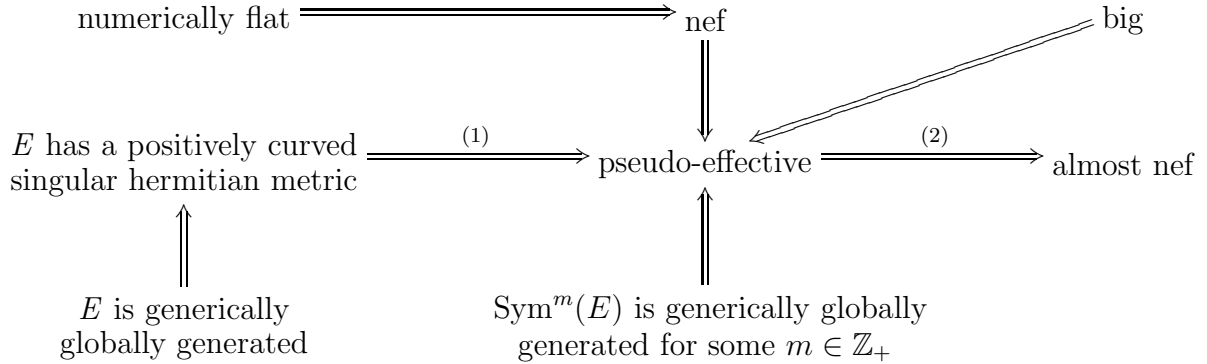 numerically flat
nef
big
(1)
(2)
E has a positively curved
singular hermitian metric
pseudo-effective
almost nef
E is generically
globally generated
Sym^m(E) is generically globally
generated for some m ∈ ℤ₊